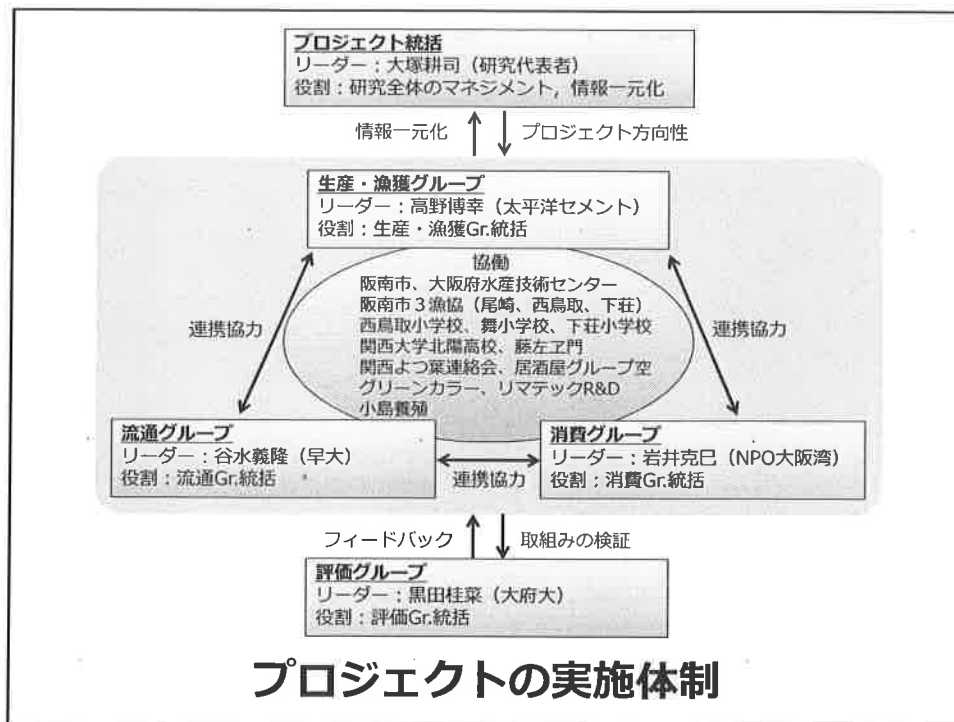 プロジェクト統括
リーダー：大塚耕司（研究代表者）
役割：研究全体のマネジメント，情報一元化
情報一元化
プロジェクト方向性
生産・漁獲グループ
リーダー：高野博幸（太平洋セメント）
役割：生産・漁獲Gr.統括
協働
阪南市、大阪府水産技術センター
阪南市３漁協（尾崎、西鳥取、下荘）
西鳥取小学校、舞小学校、下荘小学校
関西大学北陽高校、藤左ヱ門
関西よつ葉連絡会、居酒屋グループ空
グリーンカラー、リマテックR&D
小島養殖
連携協力
連携協力
流通グループ
リーダー：谷水義隆（早大）
役割：流通Gr.統括
連携協力
消費グループ
リーダー：岩井克巳（NPO大阪湾）
役割：消費Gr.統括
フィードバック
取組みの検証
評価グループ
リーダー：黒田桂菜（大府大）
役割：評価Gr.統括
プロジェクトの実施体制